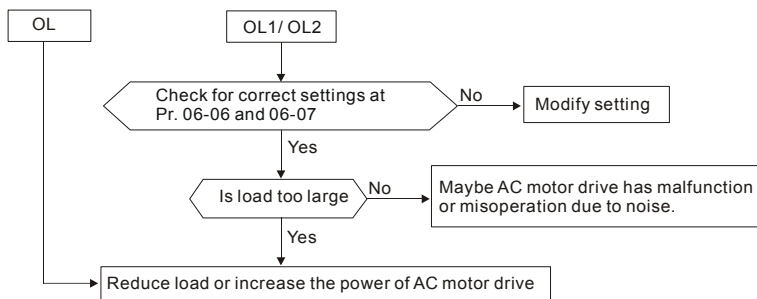 OL
OL1/ OL2
Check for correct settings at
Pr. 06-06 and 06-07
No
Modify setting
Yes
Is load too large
No
Maybe AC motor drive has malfunction
or misoperation due to noise.
Yes
Reduce load or increase the power of AC motor drive